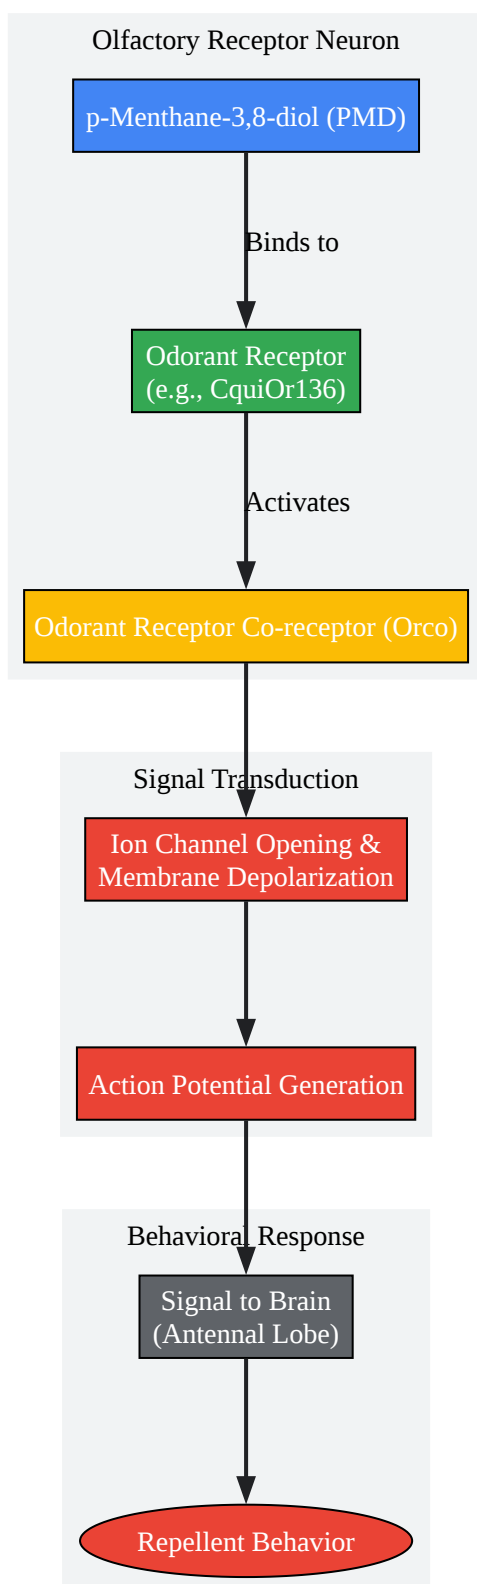 Olfactory Receptor Neuron
p-Menthane-3,8-diol (PMD)
Binds to
Odorant Receptor
(e.g., CquiOr136)
Activates
Odorant Receptor Co-receptor (Orco)
Signal Transduction
Ion Channel Opening &
Membrane Depolarization
Action Potential Generation
Behavioral Response
Signal to Brain
(Antennal Lobe)
Repellent Behavior